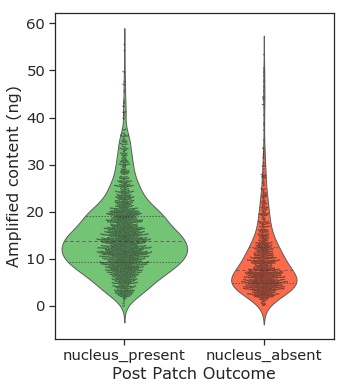 60
50
40
30
20
10
0
Amplified content (ng)
nucleus_present nucleus_absent
Post Patch Outcome